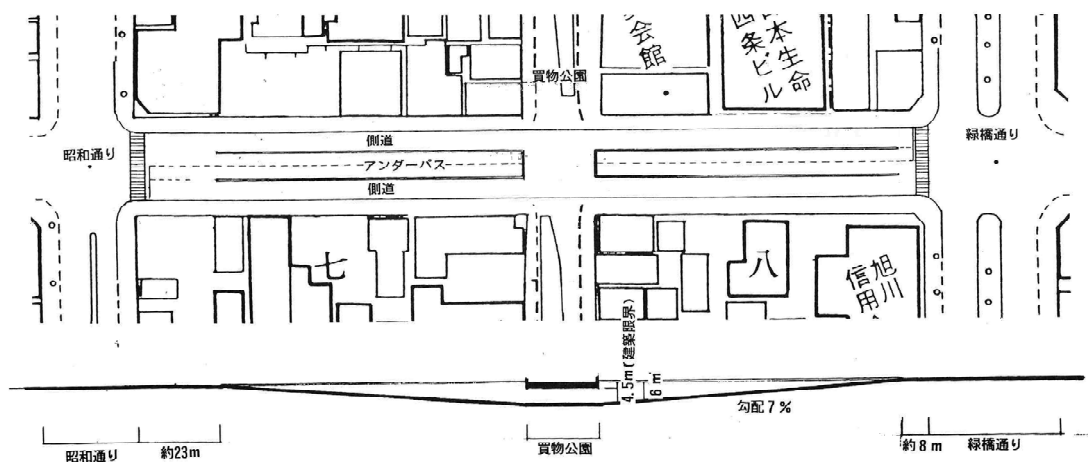 会館
日本生命
四条ビル
買物公園
昭和通り
側道
アンダーパス
側道
緑橋通り
七
八
旭川
信用
4.5m(建築限界)
6m
勾配7%
昭和通り
約23m
買物公園
約8m
緑橋通り